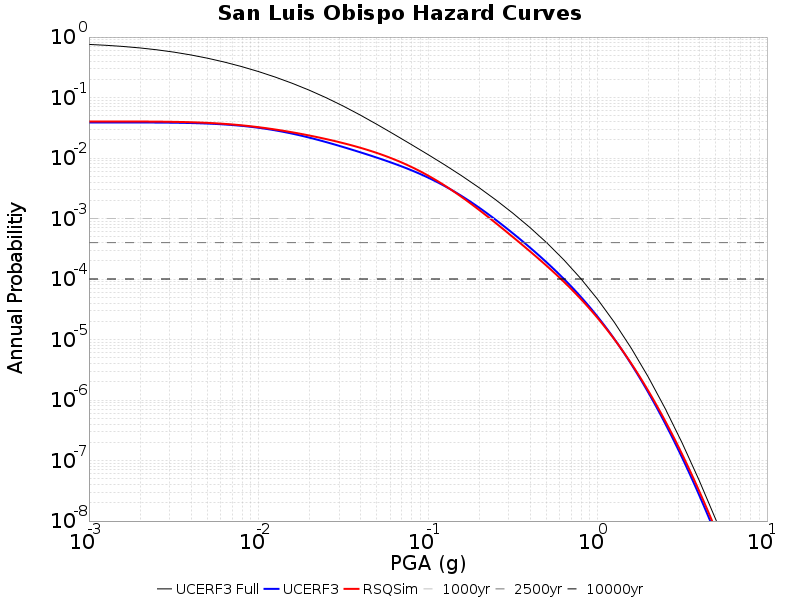 San Luis Obispo Hazard Curves
10^0
10^-1
10^-2
10^-3
10^-4
10^-5
10^-6
10^-7
10^-8
Annual Probabilitiy
10^-3 10^-2 10^-1 10^0 10^1
PGA (g)
UCERF3 Full UCERF3 RSQSim 1000yr 2500yr 10000yr